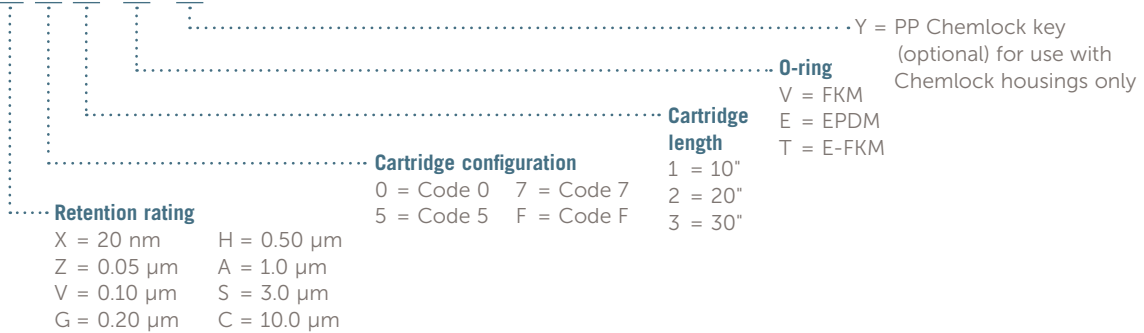 Y = PP Chemlock key
(optional) for use with
Chemlock housings only
O-ring
V = FKM
E = EPDM
T = E-FKM
Cartridge
length
1 = 10"
2 = 20"
3 = 30"
Cartridge configuration
0 = Code 0 7 = Code 7
5 = Code 5 F = Code F
Retention rating
X = 20 nm H = 0.50 µm
Z = 0.05 µm A = 1.0 µm
V = 0.10 µm S = 3.0 µm
G = 0.20 µm C = 10.0 µm